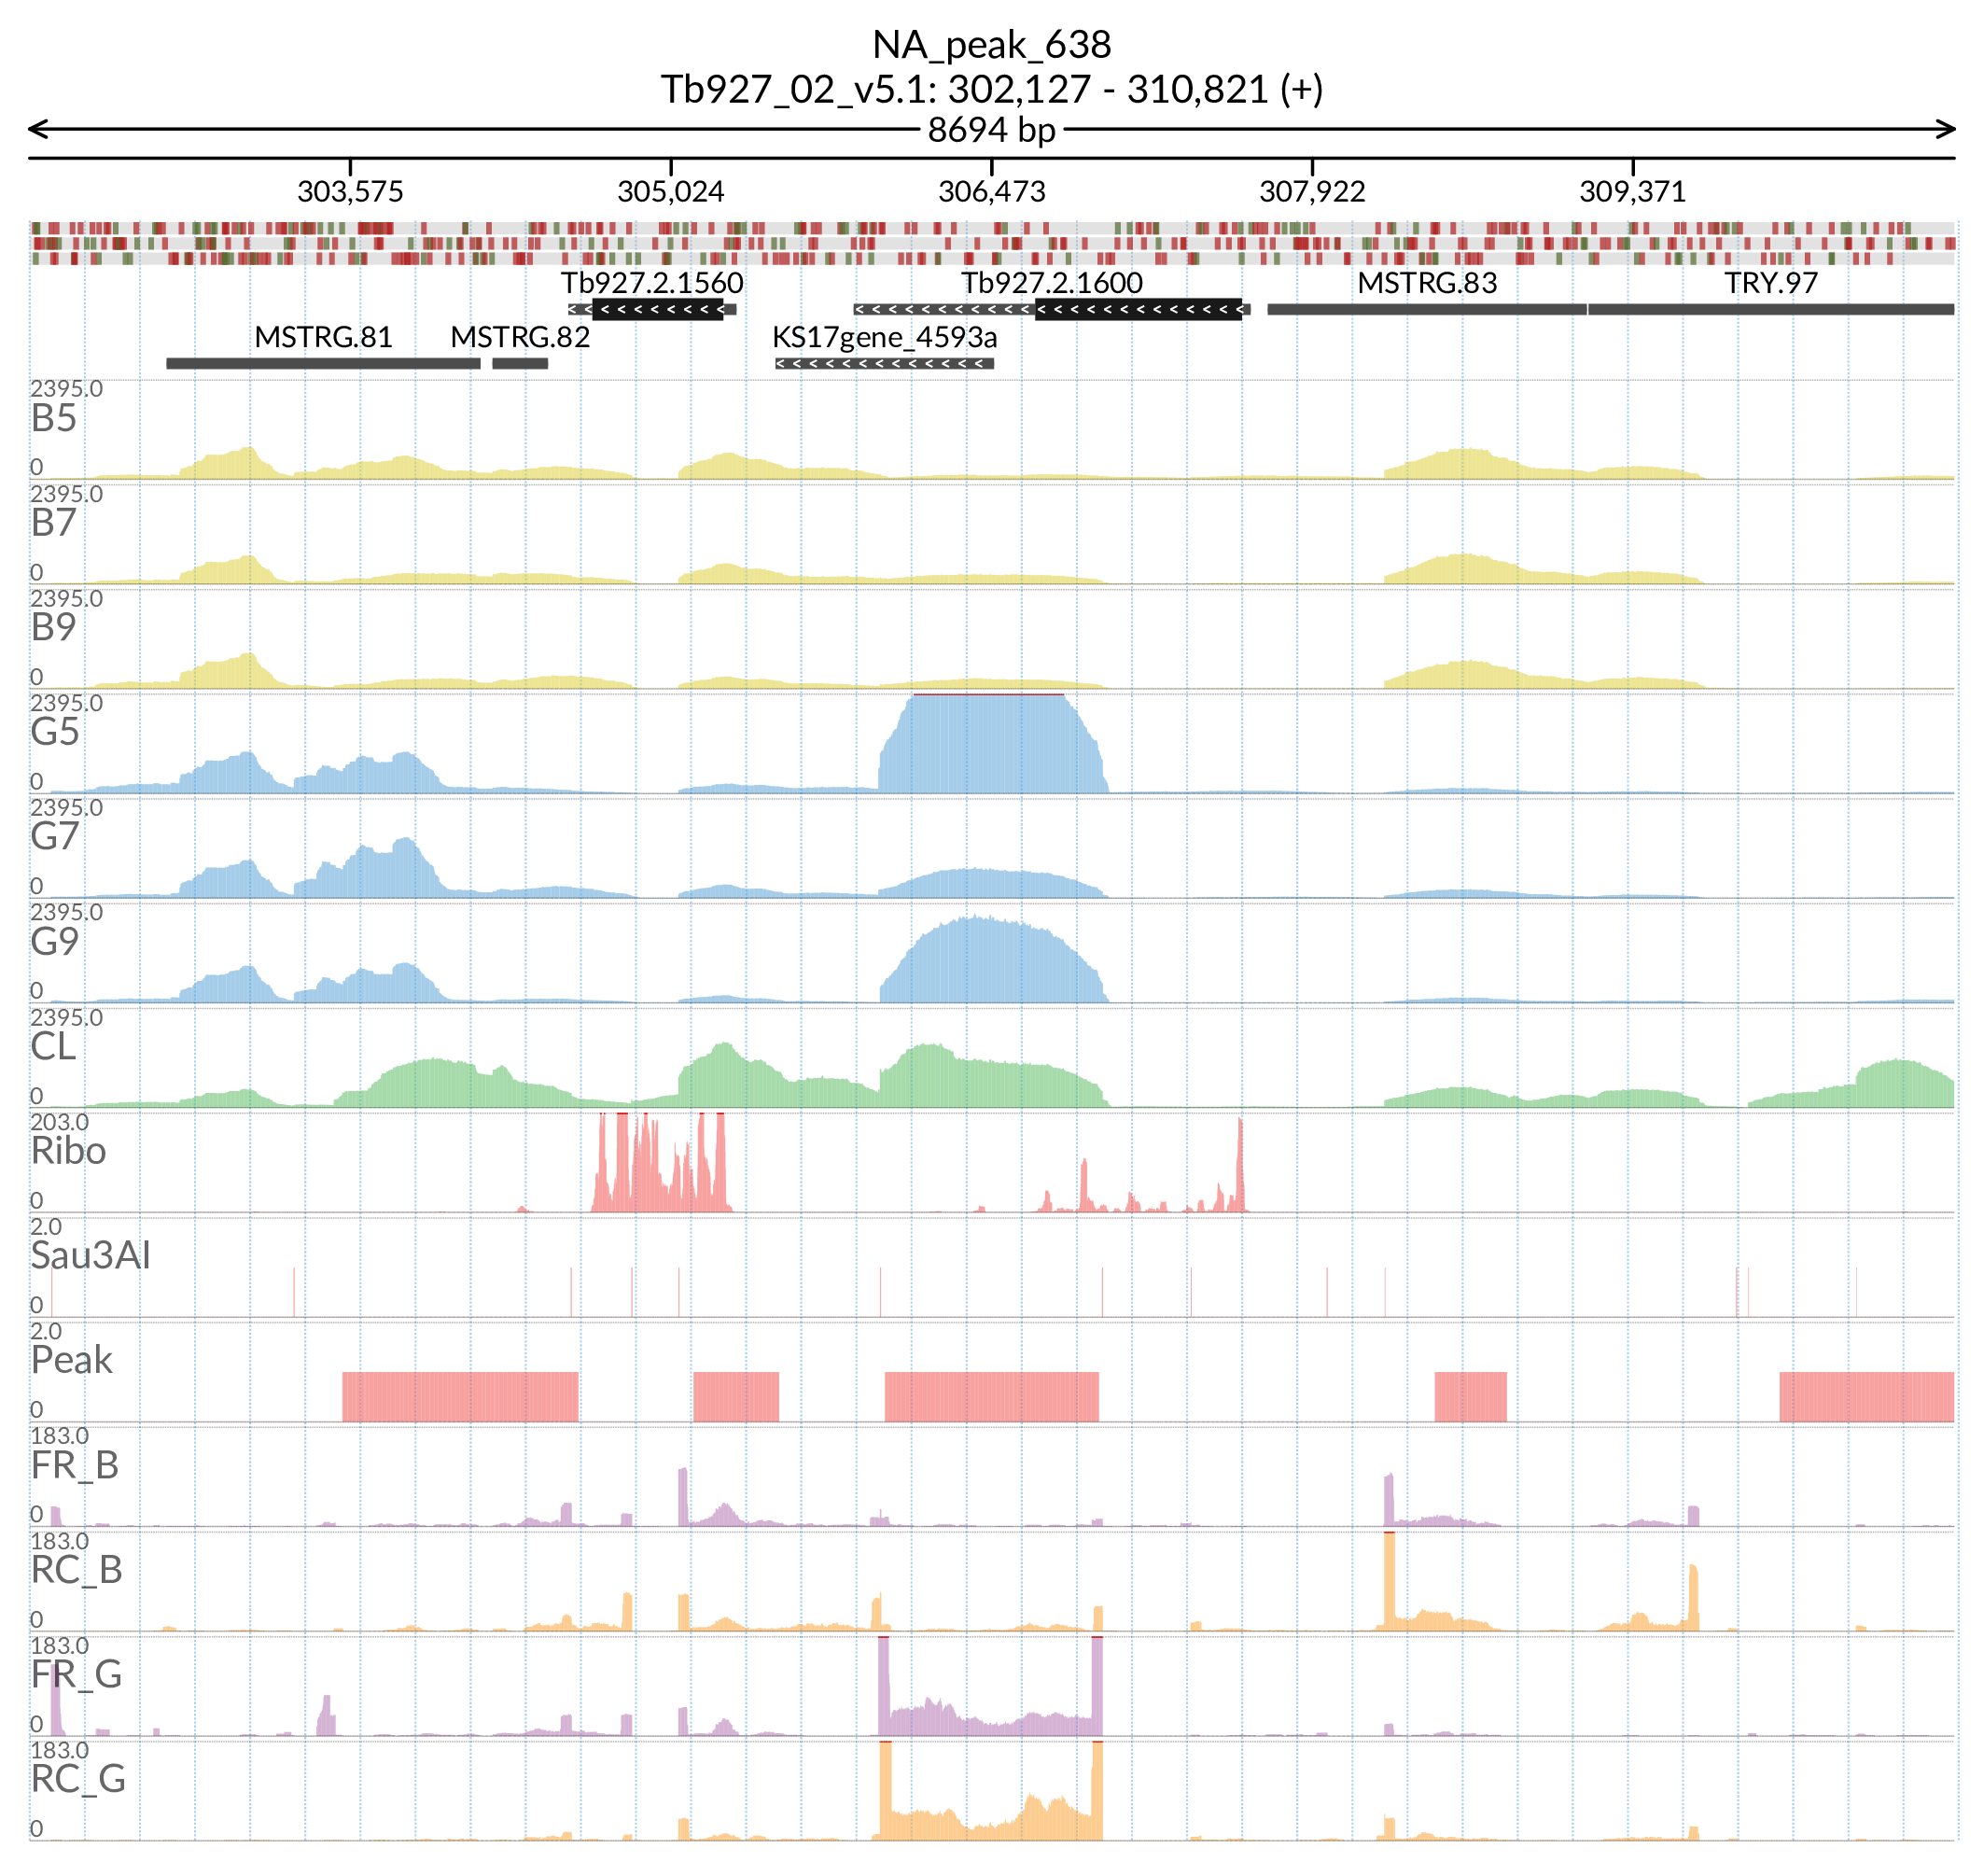 NA_peak_638
Tb927_02_v5.1: 302,127 - 310,821 (+)
8694 bp
303,575 305,024 306,473 307,922 309,371
Tb927.2.1560 Tb927.2.1600 MSTRG.83 TRY.97
MSTRG.81 MSTRG.82 KS17gene_4593a
2395.0
B5
0
2395.0
B7
0
2395.0
B9
0
2395.0
G5
0
2395.0
G7
0
2395.0
G9
0
2395.0
CL
0
203.0
Ribo
0
2.0
Sau3AI
0
2.0
Peak
0
183.0
FR_B
0
183.0
RC_B
0
183.0
FR_G
0
183.0
RC_G
0